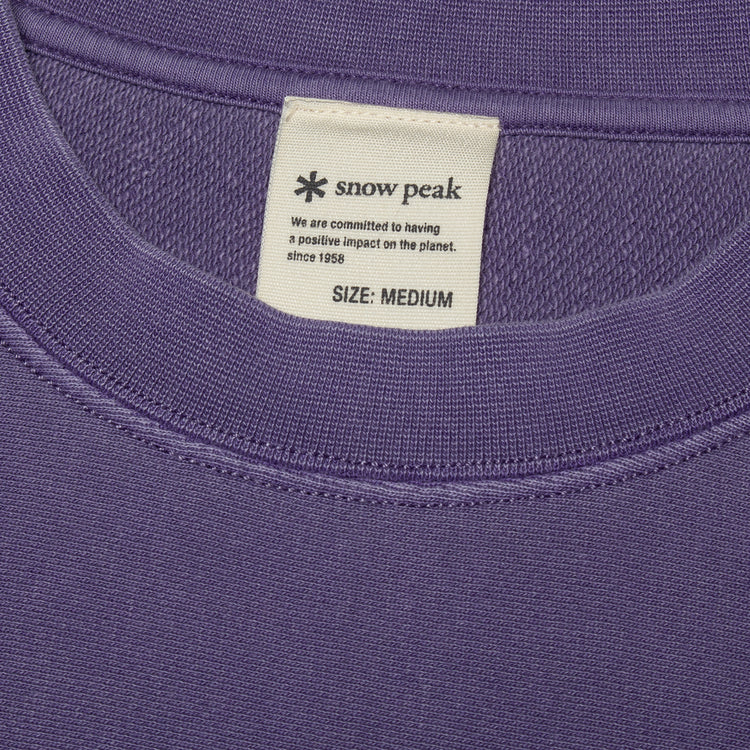 snow peak
We are committed to having
a positive impact on the planet.
since 1958
SIZE: MEDIUM